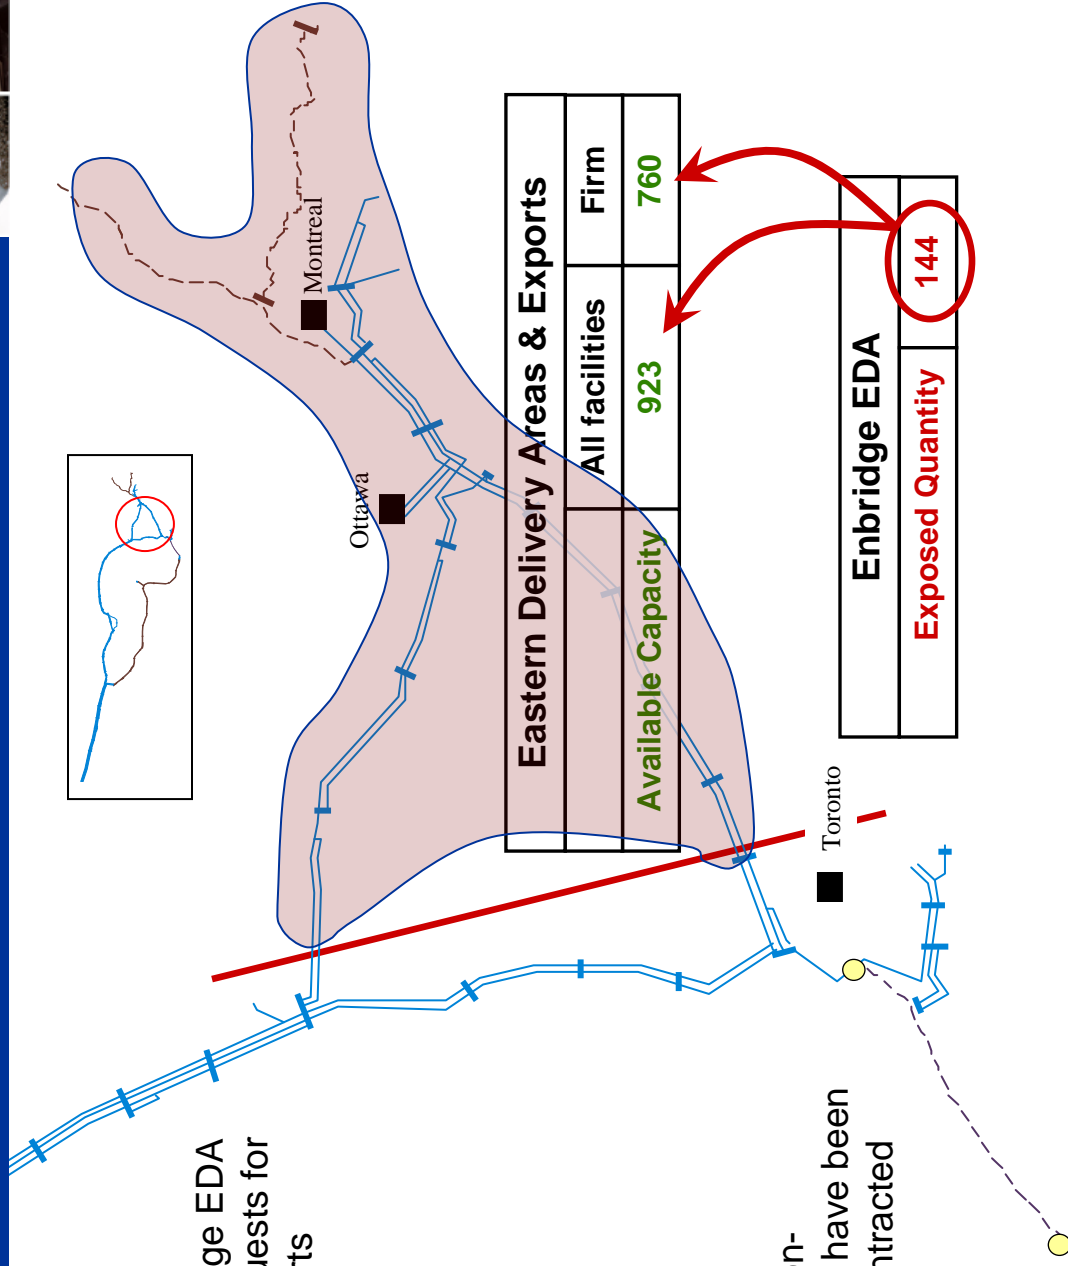 ge EDA
uests for
rts
on-
have been
ntracted
Montreal
Ottawa
Toronto
Eastern Delivery Areas & Exports
All facilities Firm
Available Capacity 923 760
Enbridge EDA
Exposed Quantity 144